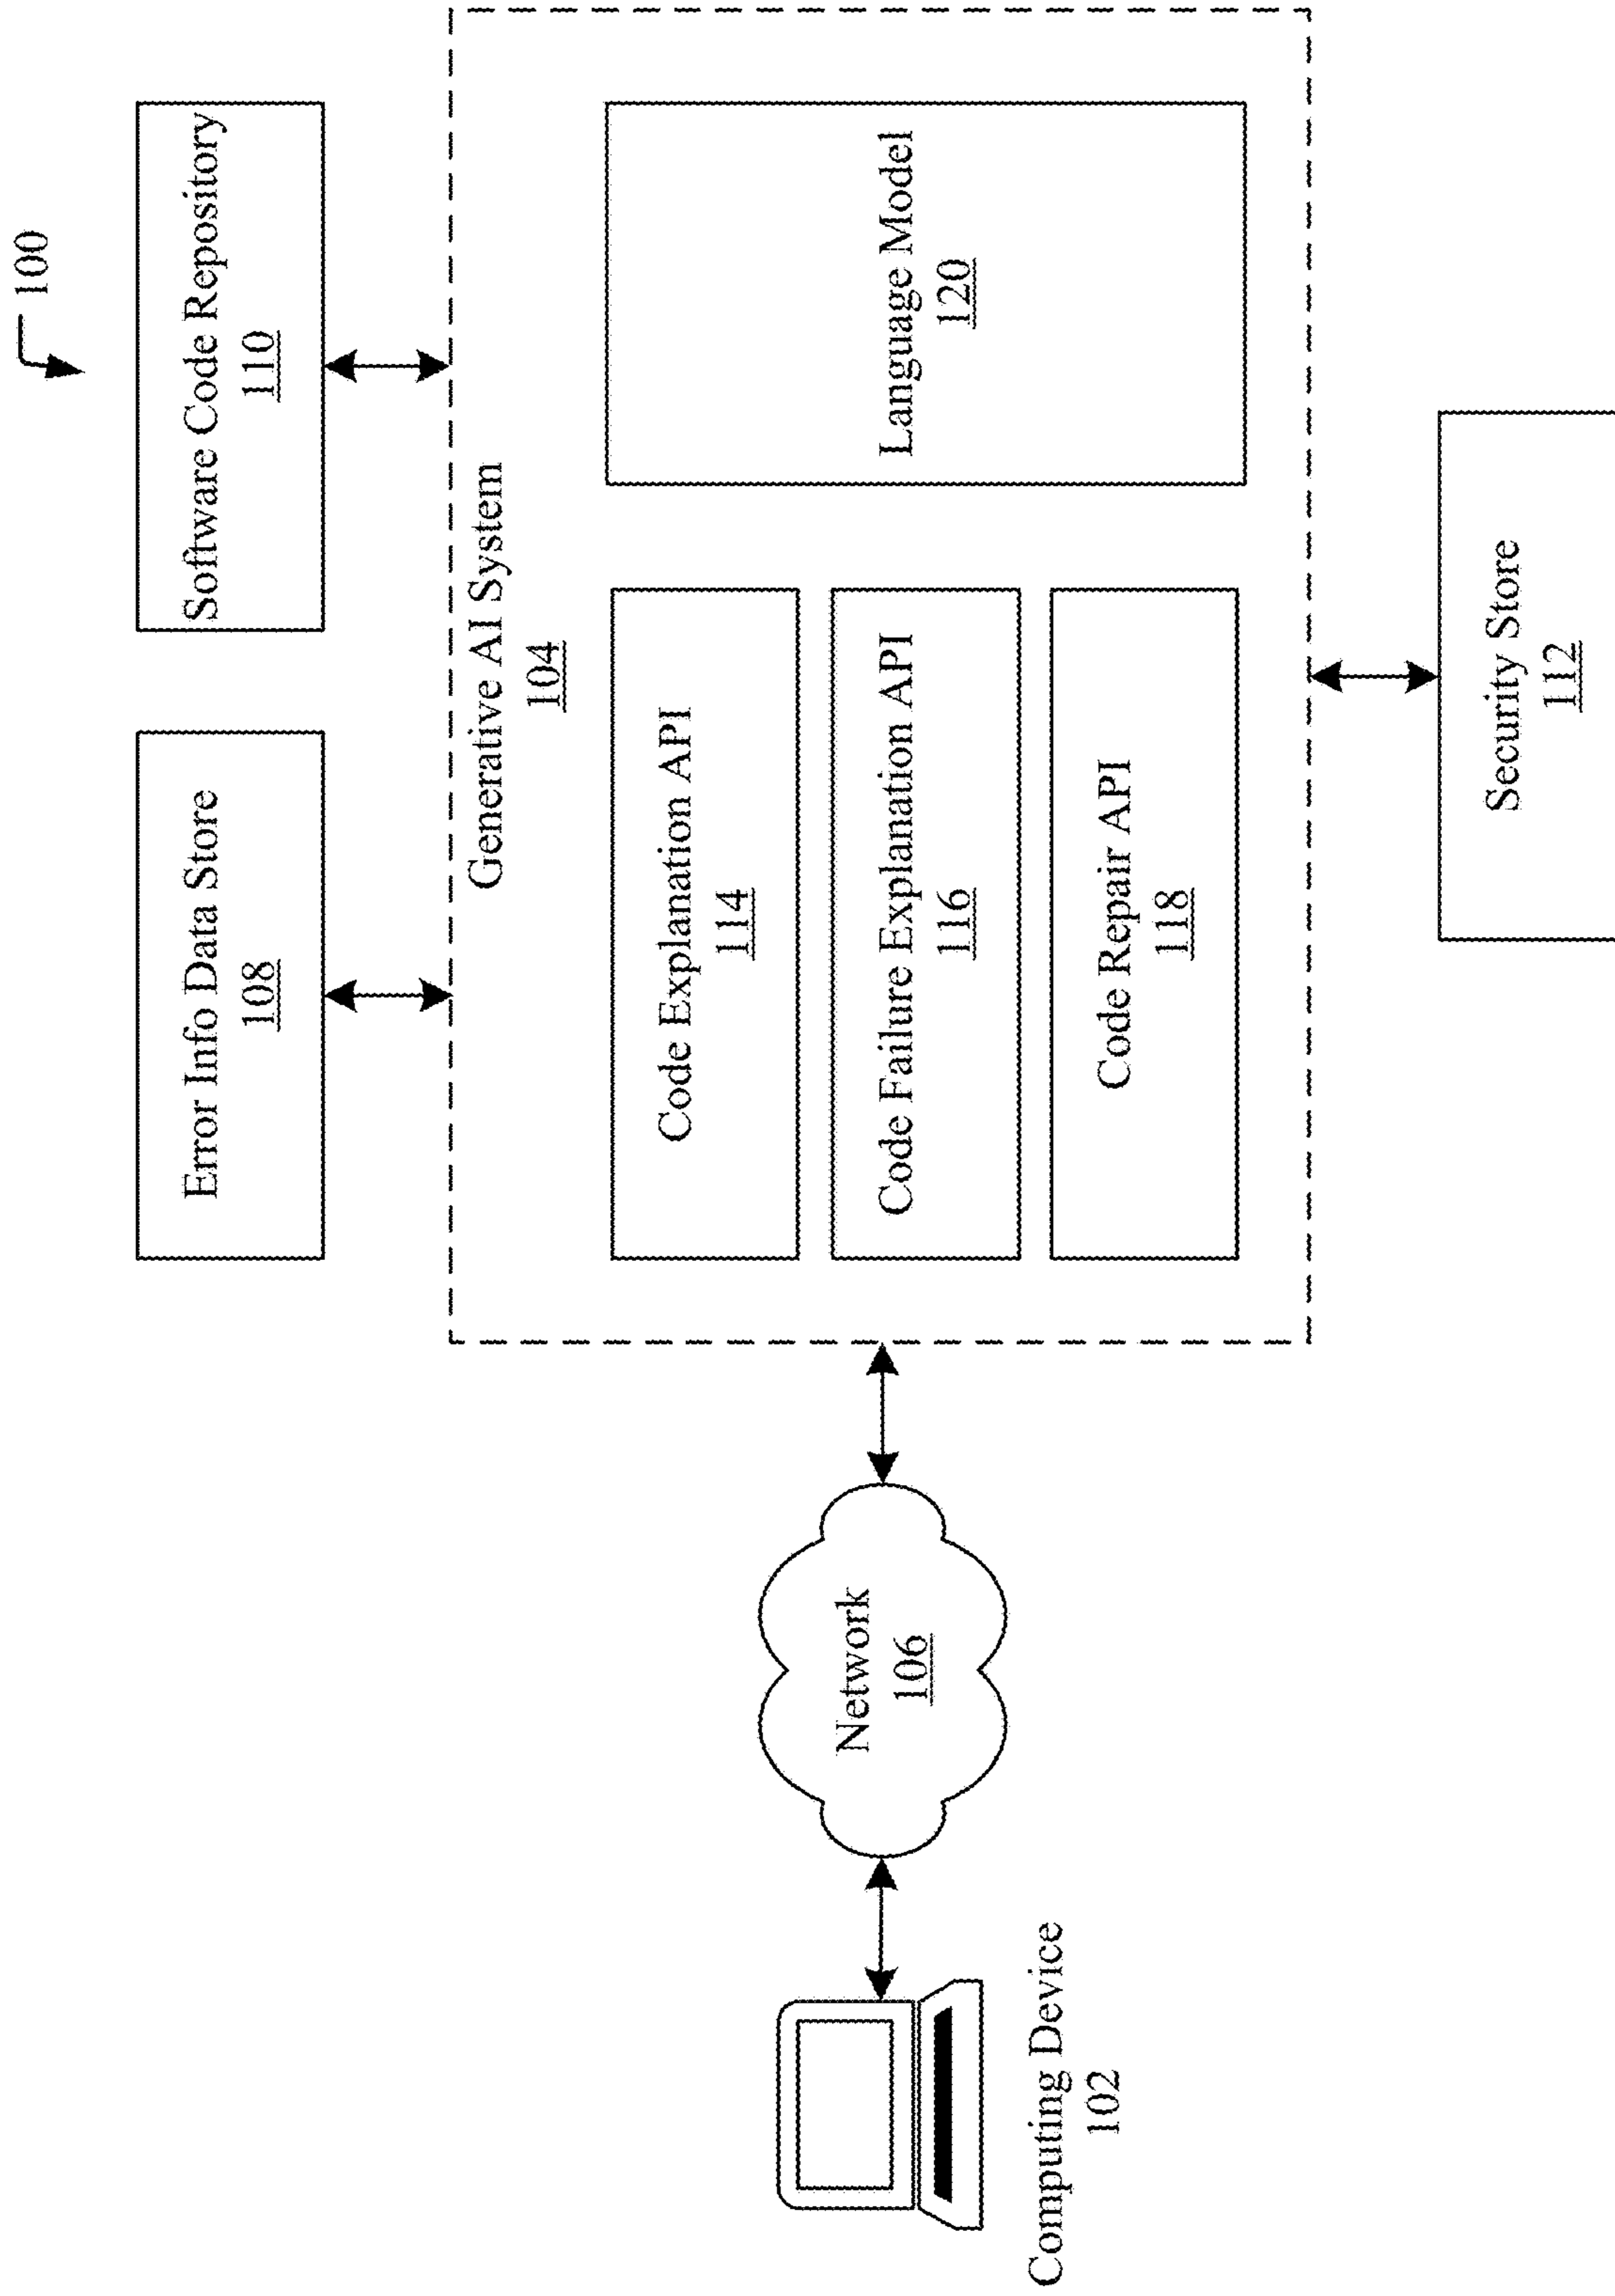 100
Error Info Data Store
108
Software Code Repository
110
Generative AI System
104
Code Explanation API
114
Code Failure Explanation API
116
Code Repair API
118
Language Model
120
Network
106
Computing Device
102
Security Store
112